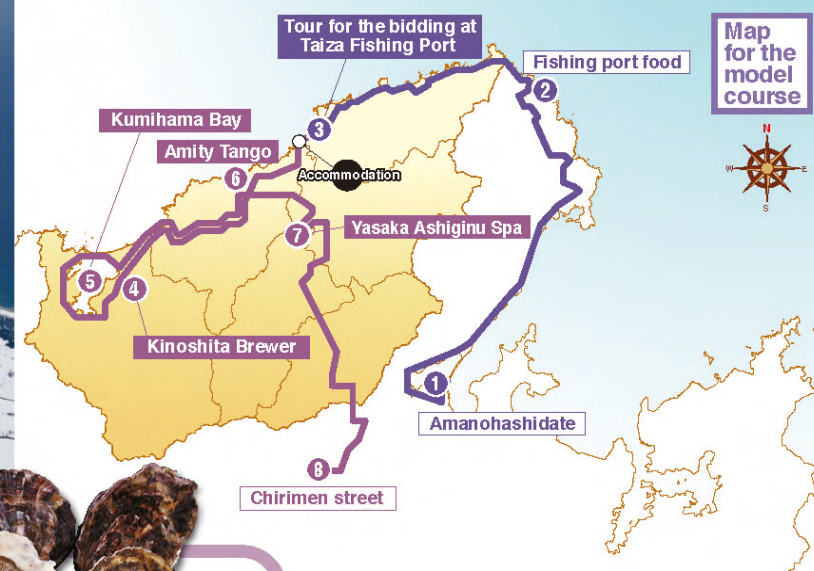 Tour for the bidding at
Taiza Fishing Port
Map
for the
model
course
Fishing port food
2
N
W
E
S
Kumihama Bay
3
Amity Tango
6
Accommodation
7
Yasaka Ashiginu Spa
5
4
Kinoshita Brewer
1
Amanohashidate
8
Chirimen street